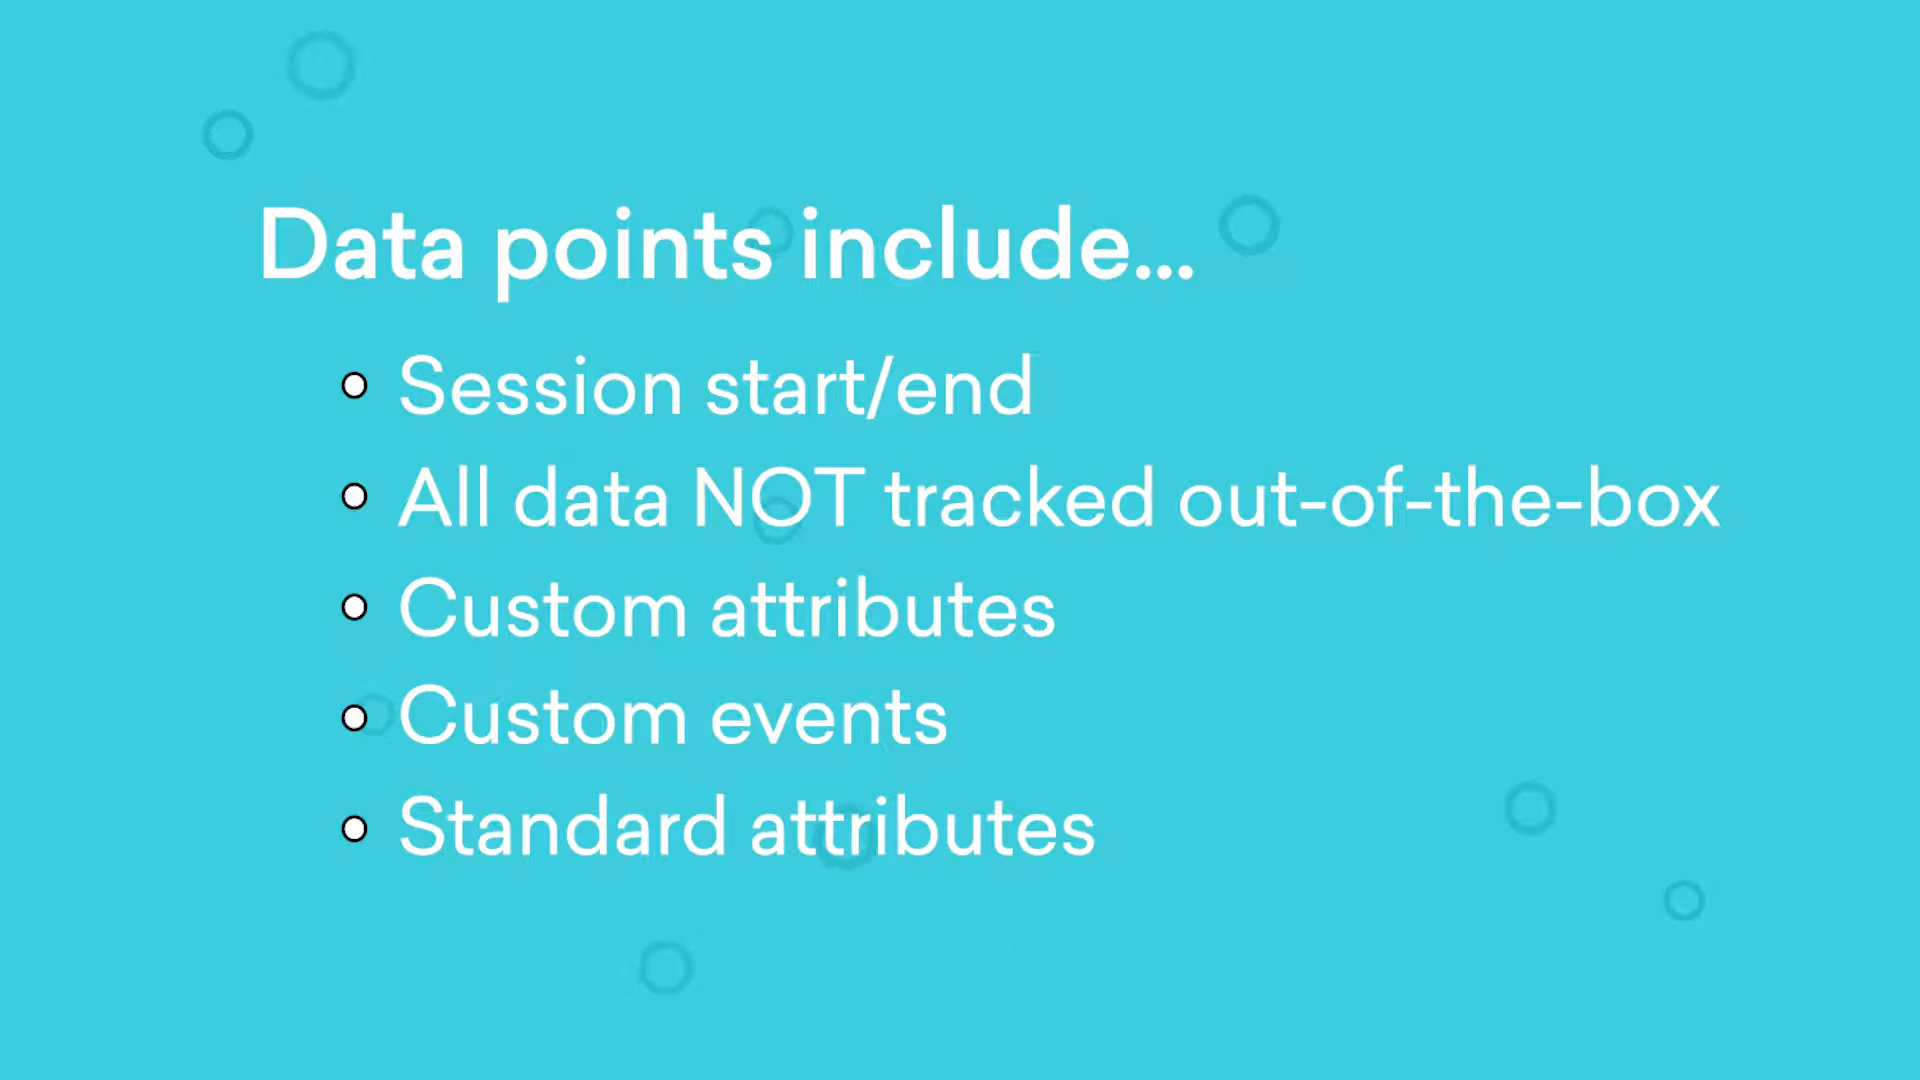 Data points include...
Session start/end
All data NOT tracked out-of-the-box
Custom attributes
Custom events
Standard attributes